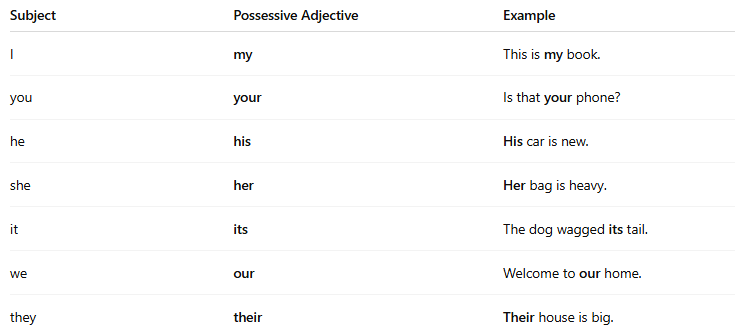 Subject Possessive Adjective Example
I my This is my book.
you your Is that your phone?
he his His car is new.
she her Her bag is heavy.
it its The dog wagged its tail.
we our Welcome to our home.
they their Their house is big.